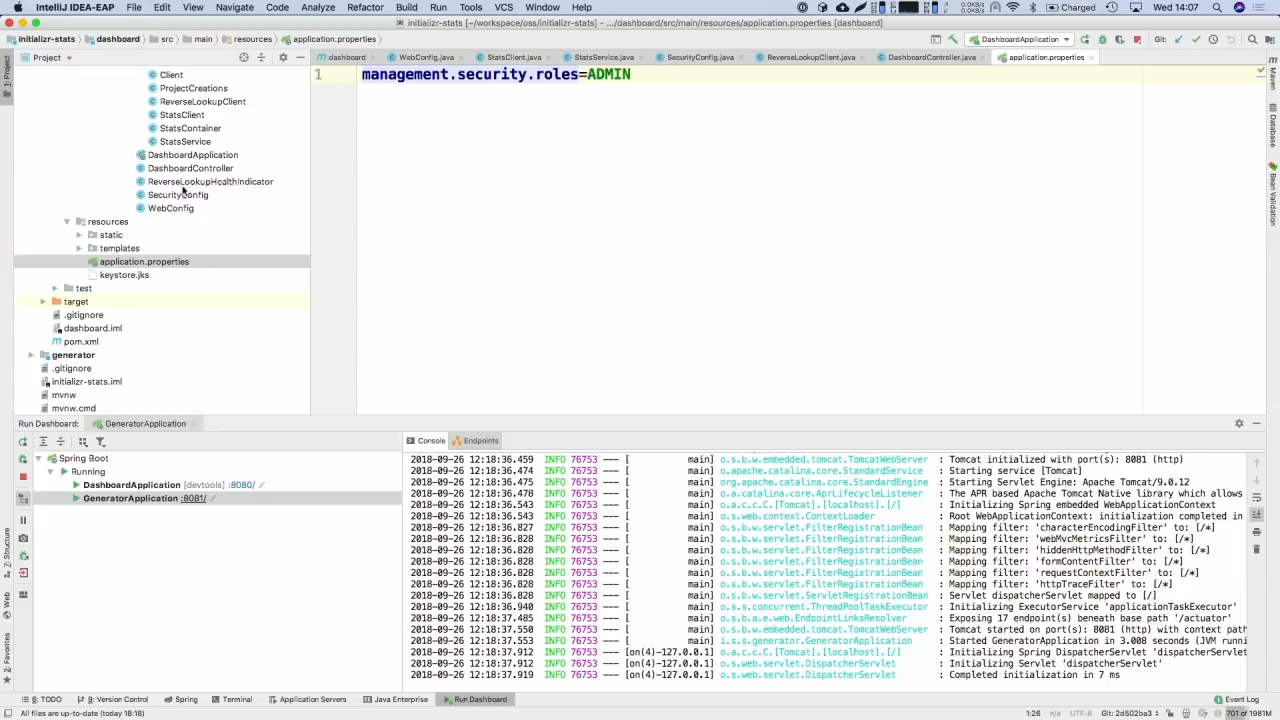 IntelliJ IDEA-EAP File Edit View Navigate Code Analyze Refactor Build Run Tools VCS Window Help 0.0KB/s 0.0KB/s Charged Wed 14:07
initializr-stats [~/workspace/oss/initializr-stats] - .../dashboard/src/main/resources/application.properties [dashboard]
initializr-stats dashboard src main resources application.properties DashboardApplication Git:
Project dashboard WebConfig.java StatsClient.java StatsService.java SecurityConfig.java ReverseLookupClient.java DashboardController.java application.properties
1: Project
Maven
Database
Bean Validation
1 management.security.roles=ADMIN
Client
ProjectCreations
ReverseLookupClient
StatsClient
StatsContainer
StatsService
DashboardApplication
DashboardController
ReverseLookupHealthIndicator
SecurityConfig
WebConfig
resources
static
templates
application.properties
keystore.jks
test
target
.gitignore
dashboard.iml
pom.xml
generator
.gitignore
initializr-stats.iml
mvnw
mvnw.cmd
Run Dashboard: GeneratorApplication
Console Endpoints
Spring Boot
Running
DashboardApplication [devtools] :8080/
GeneratorApplication :8081/
7: Structure
Web
2: Favorites
2018-09-26 12:18:36.459 INFO 76753 --- [ main] o.s.b.w.embedded.tomcat.TomcatWebServer : Tomcat initialized with port(s): 8081 (http)
2018-09-26 12:18:36.474 INFO 76753 --- [ main] o.apache.catalina.core.StandardService : Starting service [Tomcat]
2018-09-26 12:18:36.475 INFO 76753 --- [ main] org.apache.catalina.core.StandardEngine : Starting Servlet Engine: Apache Tomcat/9.0.12
2018-09-26 12:18:36.478 INFO 76753 --- [ main] o.a.catalina.core.AprLifecycleListener : The APR based Apache Tomcat Native library which allows
2018-09-26 12:18:36.543 INFO 76753 --- [ main] o.a.c.c.C.[Tomcat].[localhost].[/] : Initializing Spring embedded WebApplicationContext
2018-09-26 12:18:36.543 INFO 76753 --- [ main] o.s.web.context.ContextLoader : Root WebApplicationContext: initialization completed in
2018-09-26 12:18:36.827 INFO 76753 --- [ main] o.s.b.w.servlet.FilterRegistrationBean : Mapping filter: 'characterEncodingFilter' to: [/*]
2018-09-26 12:18:36.828 INFO 76753 --- [ main] o.s.b.w.servlet.FilterRegistrationBean : Mapping filter: 'webMvcMetricsFilter' to: [/*]
2018-09-26 12:18:36.828 INFO 76753 --- [ main] o.s.b.w.servlet.FilterRegistrationBean : Mapping filter: 'hiddenHttpMethodFilter' to: [/*]
2018-09-26 12:18:36.828 INFO 76753 --- [ main] o.s.b.w.servlet.FilterRegistrationBean : Mapping filter: 'formContentFilter' to: [/*]
2018-09-26 12:18:36.828 INFO 76753 --- [ main] o.s.b.w.servlet.FilterRegistrationBean : Mapping filter: 'requestContextFilter' to: [/*]
2018-09-26 12:18:36.828 INFO 76753 --- [ main] o.s.b.w.servlet.FilterRegistrationBean : Mapping filter: 'httpTraceFilter' to: [/*]
2018-09-26 12:18:36.828 INFO 76753 --- [ main] o.s.b.w.servlet.ServletRegistrationBean : Servlet dispatcherServlet mapped to [/]
2018-09-26 12:18:36.940 INFO 76753 --- [ main] o.s.s.concurrent.ThreadPoolTaskExecutor : Initializing ExecutorService 'applicationTaskExecutor'
2018-09-26 12:18:37.485 INFO 76753 --- [ main] o.s.b.a.e.web.EndpointLinksResolver : Exposing 17 endpoint(s) beneath base path '/actuator'
2018-09-26 12:18:37.550 INFO 76753 --- [ main] o.s.b.w.embedded.tomcat.TomcatWebServer : Tomcat started on port(s): 8081 (http) with context path
2018-09-26 12:18:37.553 INFO 76753 --- [ main] i.s.s.generator.GeneratorApplication : Started GeneratorApplication in 3.008 seconds (JVM runni
2018-09-26 12:18:37.912 INFO 76753 --- [on(4)-127.0.0.1] o.a.c.c.C.[Tomcat].[localhost].[/] : Initializing Spring DispatcherServlet 'dispatcherServlet
2018-09-26 12:18:37.912 INFO 76753 --- [on(4)-127.0.0.1] o.s.web.servlet.DispatcherServlet : Initializing Servlet 'dispatcherServlet'
2018-09-26 12:18:37.919 INFO 76753 --- [on(4)-127.0.0.1] o.s.web.servlet.DispatcherServlet : Completed initialization in 7 ms
6: TODO 9: Version Control Spring Terminal Application Servers Java Enterprise Run Dashboard Event Log
All files are up-to-date (today 18:18) 1:26 n/a UTF-8 Git: 2d502ba3 701 of 1981M